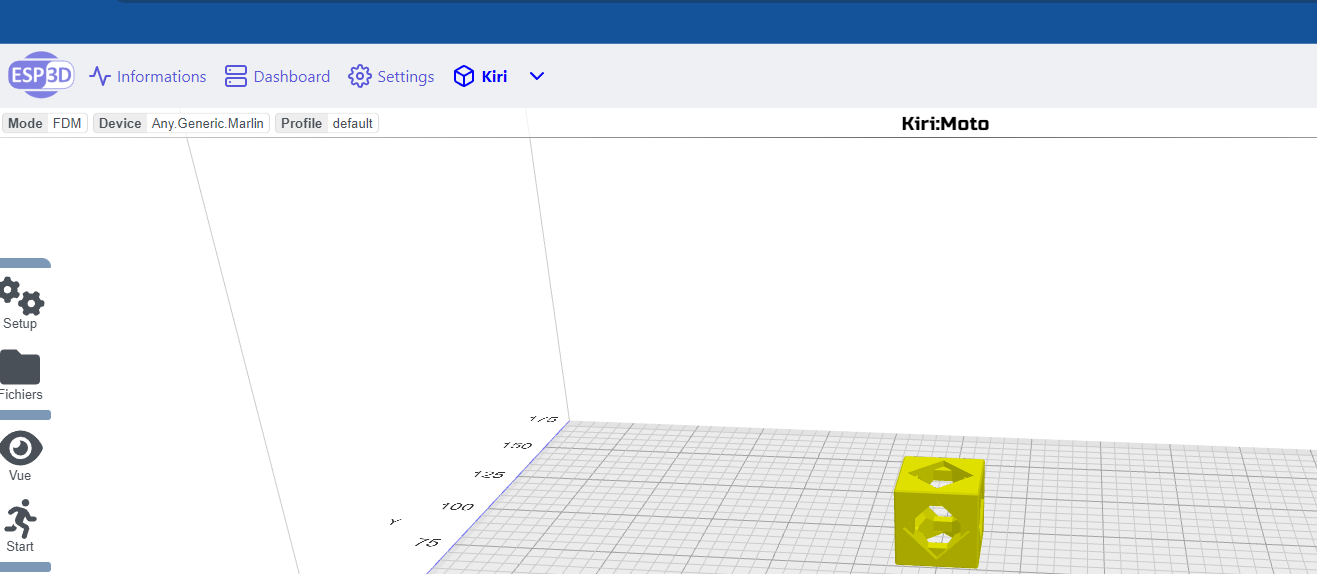 ESP3D Informations Dashboard Settings Kiri
Mode FDM Device Any.Generic.Marlin Profile default Kiri:Moto
Setup
Fichiers
Vue
Start
175
150
125
100
Y
75